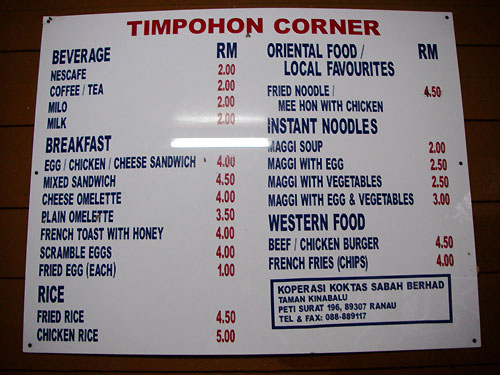 TIMPOHON CORNER
BEVERAGE RM
NESCAFE 2.00
COFFEE / TEA 2.00
MILO 2.00
MILK 2.00
BREAKFAST
EGG / CHICKEN / CHEESE SANDWICH 4.00
MIXED SANDWICH 4.50
CHEESE OMELETTE 4.00
PLAIN OMELETTE 3.50
FRENCH TOAST WITH HONEY 4.00
SCRAMBLE EGGS 4.00
FRIED EGG (EACH) 1.00
RICE
FRIED RICE 4.50
CHICKEN RICE 5.00
ORIENTAL FOOD / RM
LOCAL FAVOURITES
FRIED NOODLE / 4.50
MEE HON WITH CHICKEN
INSTANT NOODLES
MAGGI SOUP 2.00
MAGGI WITH EGG 2.50
MAGGI WITH VEGETABLES 2.50
MAGGI WITH EGG & VEGETABLES 3.00
WESTERN FOOD
BEEF / CHICKEN BURGER 4.50
FRENCH FRIES (CHIPS) 4.00
KOPERASI KOKTAS SABAH BERHAD
TAMAN KINABALU
PETI SURAT 196, 89307 RANAU
TEL & FAX: 088-889117